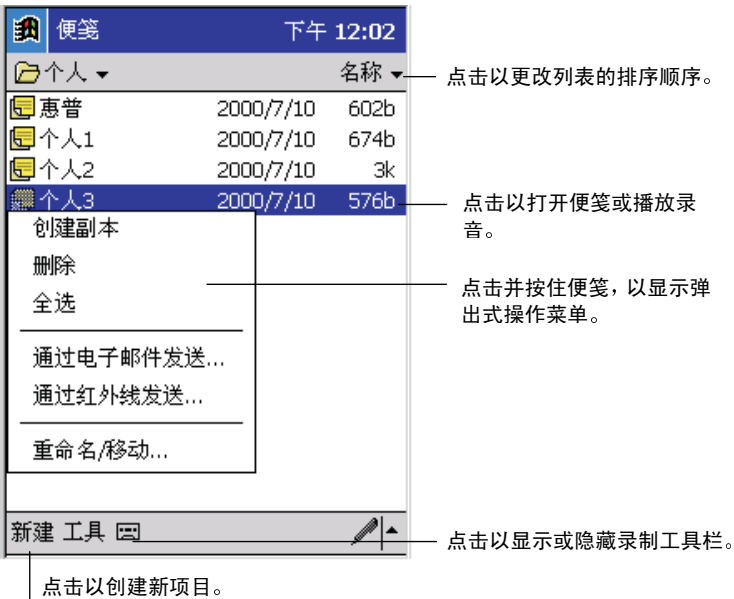 便笺 下午 12:02
个人 名称
点击以更改列表的排序顺序。
惠普 2000/7/10 602b
个人1 2000/7/10 674b
个人2 2000/7/10 3k
个人3 2000/7/10 576b
点击以打开便笺或播放录
音。
创建副本
删除
全选
点击并按住便笺，以显示弹
出式操作菜单。
通过电子邮件发送...
通过红外线发送...
重命名/移动...
新建 工具
点击以显示或隐藏录制工具栏。
点击以创建新项目。